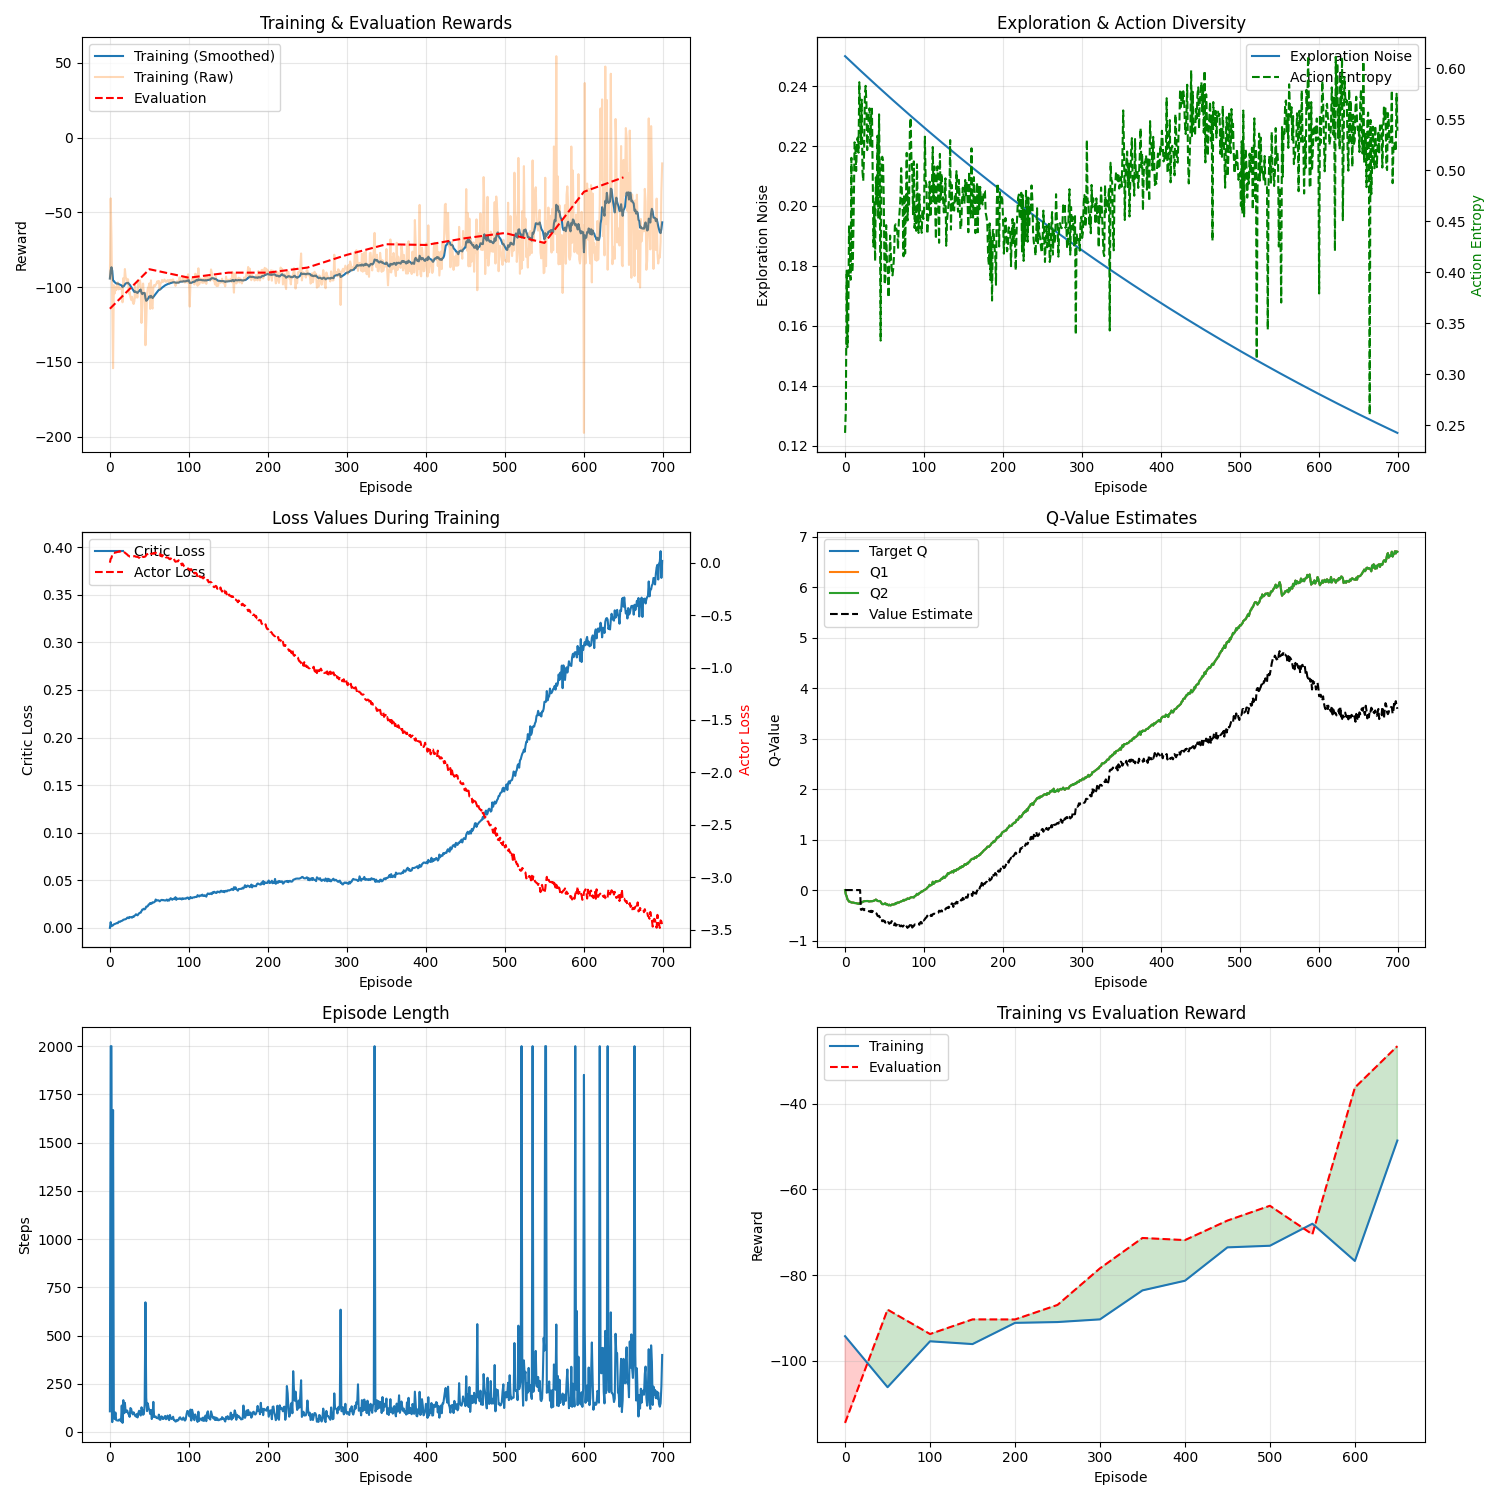 Training & Evaluation Rewards
Training (Smoothed)
Training (Raw)
Evaluation
50
0
−50
−100
−150
−200
Reward
0 100 200 300 400 500 600 700
Episode
Exploration & Action Diversity
Exploration Noise
Action Entropy
0.24
0.22
0.20
0.18
0.16
0.14
0.12
Exploration Noise
0.60
0.55
0.50
0.45
0.40
0.35
0.30
0.25
Action Entropy
0 100 200 300 400 500 600 700
Episode
Loss Values During Training
Critic Loss
Actor Loss
0.40
0.35
0.30
0.25
0.20
0.15
0.10
0.05
0.00
Critic Loss
0.0
−0.5
−1.0
−1.5
−2.0
−2.5
−3.0
−3.5
Actor Loss
0 100 200 300 400 500 600 700
Episode
Q-Value Estimates
Target Q
Q1
Q2
Value Estimate
7
6
5
4
3
2
1
0
−1
Q-Value
0 100 200 300 400 500 600 700
Episode
Episode Length
2000
1750
1500
1250
1000
750
500
250
0
Steps
0 100 200 300 400 500 600 700
Episode
Training vs Evaluation Reward
Training
Evaluation
−40
−60
−80
−100
Reward
0 100 200 300 400 500 600
Episode